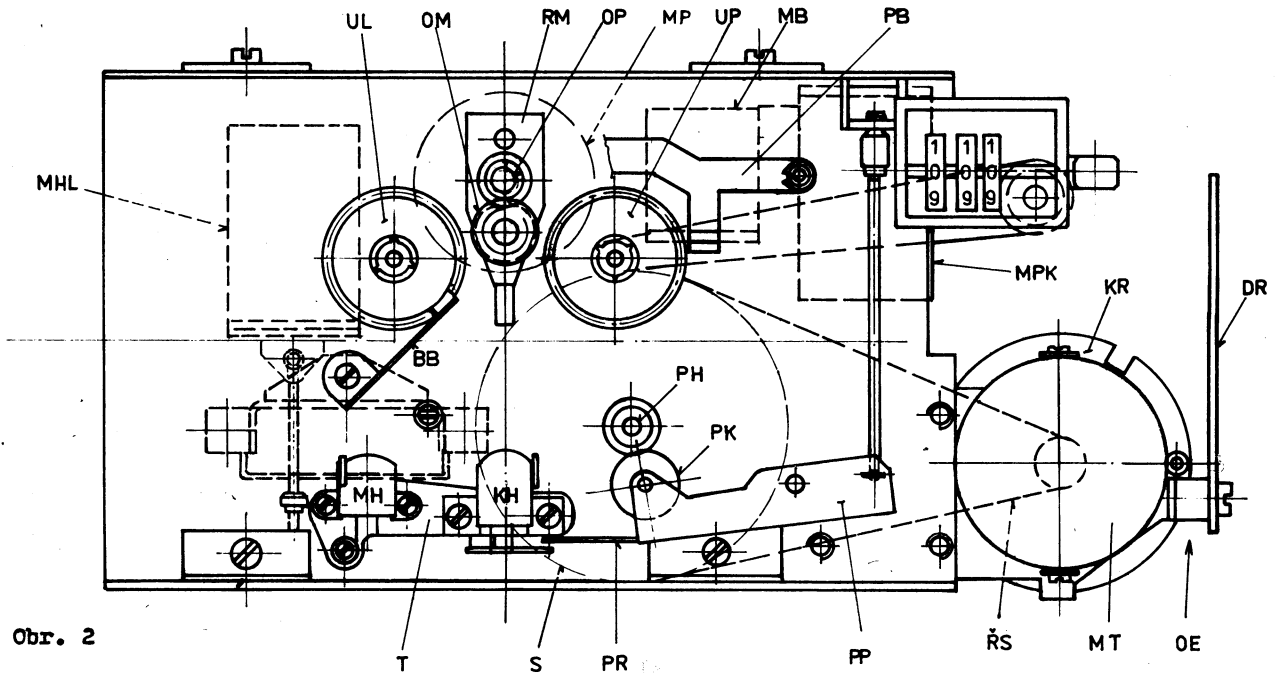 UL OM RM OP MP UP MB PB
MHL
1 1 1
0 0 0
9 9 9
MPK
KR
DR
BB
PH
PK
MH
KH
Obr. 2
T
S
PR
PP
ŘS
MT
OE